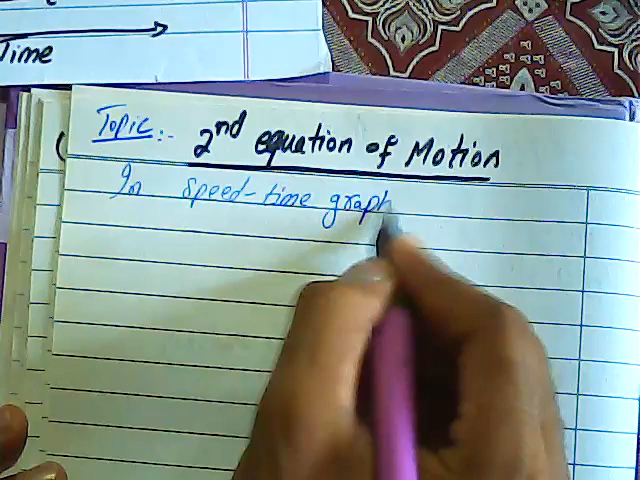 Time
Topic:- 2nd equation of Motion
In speed-time graph